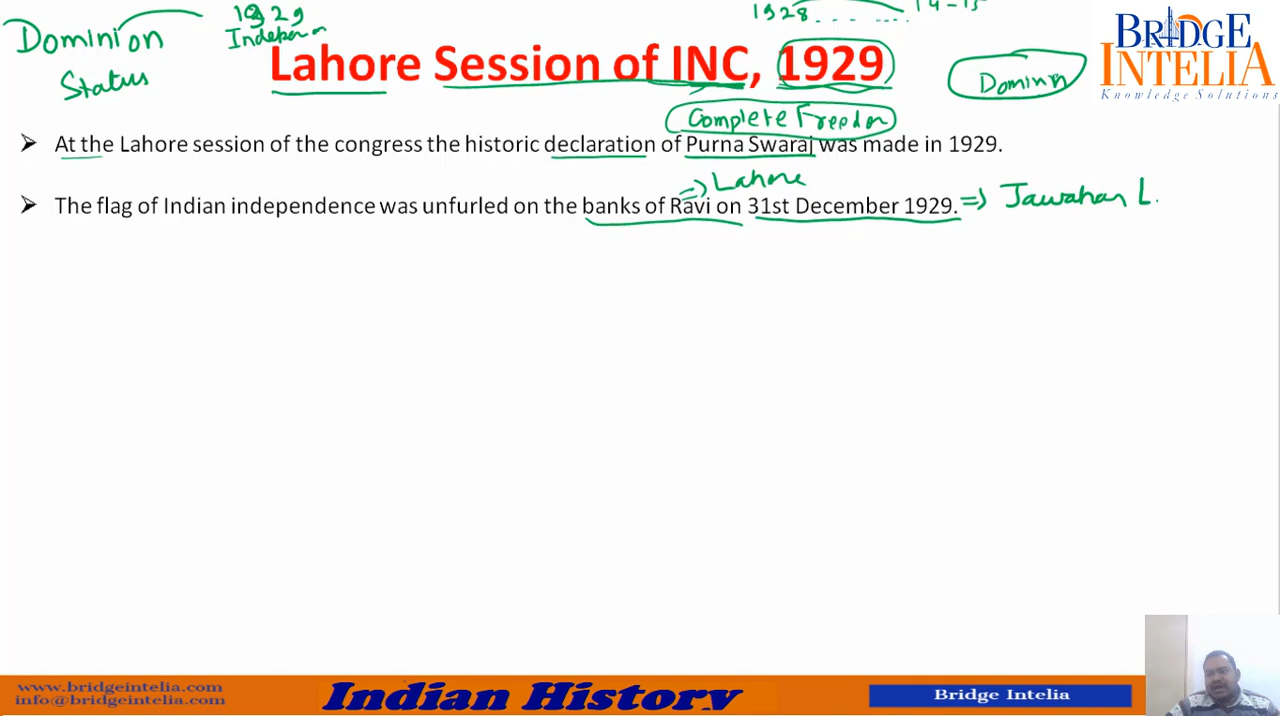 Dominion
Status
1929
1928 ........
14-15
Lahore Session of INC, 1929
Dominion
BRIDGE
INTELIA
Knowledge Solutions
Complete Freedom
➢ At the Lahore session of the congress the historic declaration of Purna Swaraj was made in 1929.
=> Lahore
➢ The flag of Indian independence was unfurled on the banks of Ravi on 31st December 1929. => Jawahar L.
www.bridgeintelia.com
info@bridgeintelia.com
Indian History
Bridge Intelia